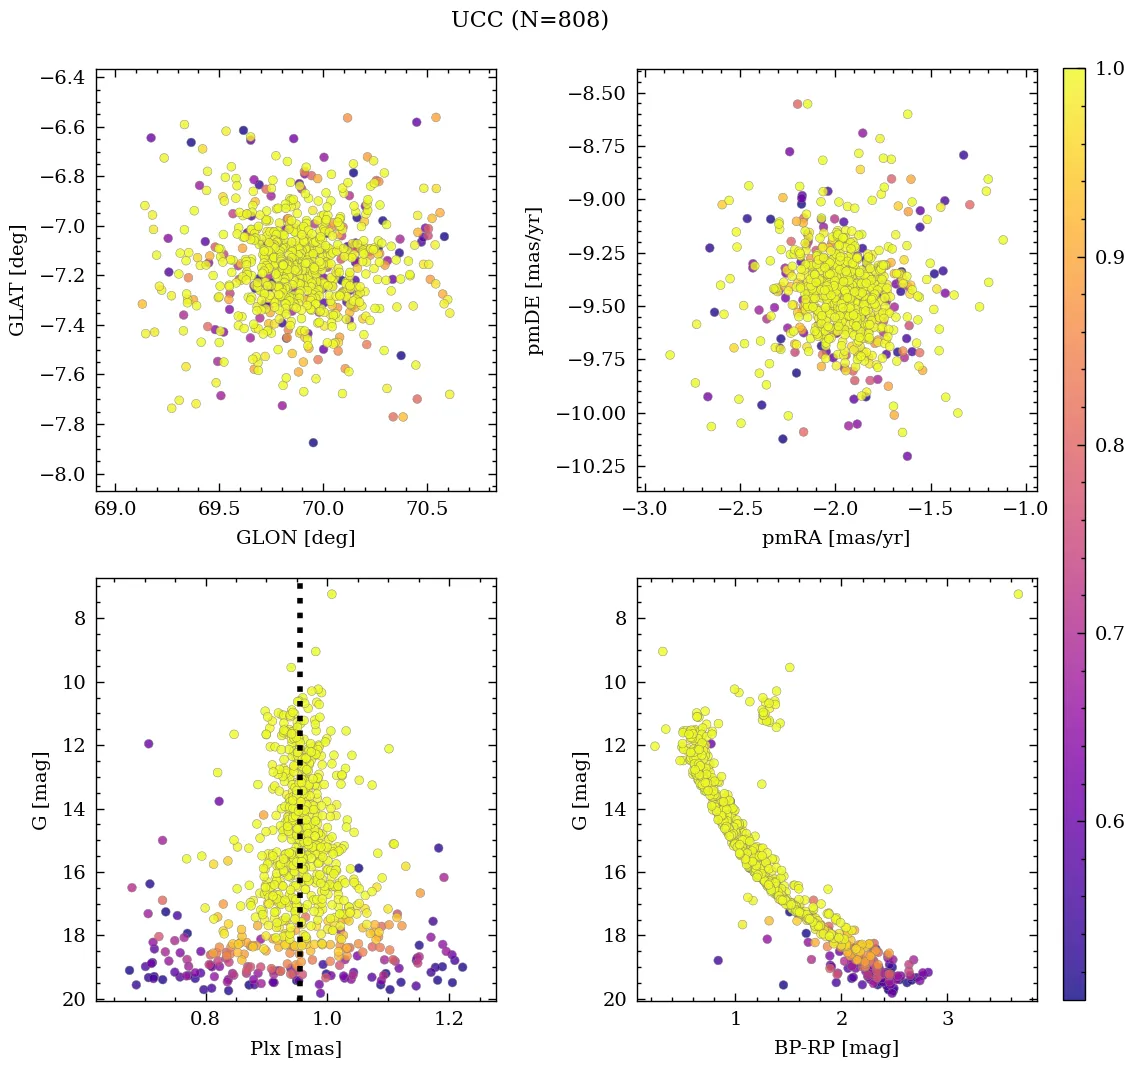 UCC (N=808)
−6.4
−6.6
−6.8
−7.0
−7.2
−7.4
−7.6
−7.8
−8.0
GLAT [deg]
69.0 69.5 70.0 70.5
GLON [deg]
−8.50
−8.75
−9.00
−9.25
−9.50
−9.75
−10.00
−10.25
pmDE [mas/yr]
−3.0 −2.5 −2.0 −1.5 −1.0
pmRA [mas/yr]
8
10
12
14
16
18
20
G [mag]
0.8 1.0 1.2
Plx [mas]
8
10
12
14
16
18
20
G [mag]
1 2 3
BP-RP [mag]
1.0
0.9
0.8
0.7
0.6